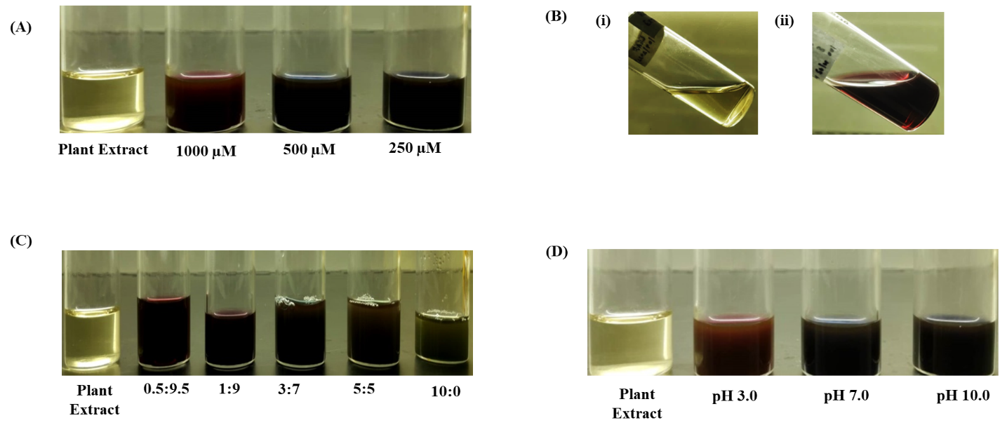 (A)
Plant Extract
1000 µM
500 µM
250 µM
(B)
(i)
(ii)
(C)
Plant
Extract
0.5:9.5
1:9
3:7
5:5
10:0
(D)
Plant
Extract
pH 3.0
pH 7.0
pH 10.0